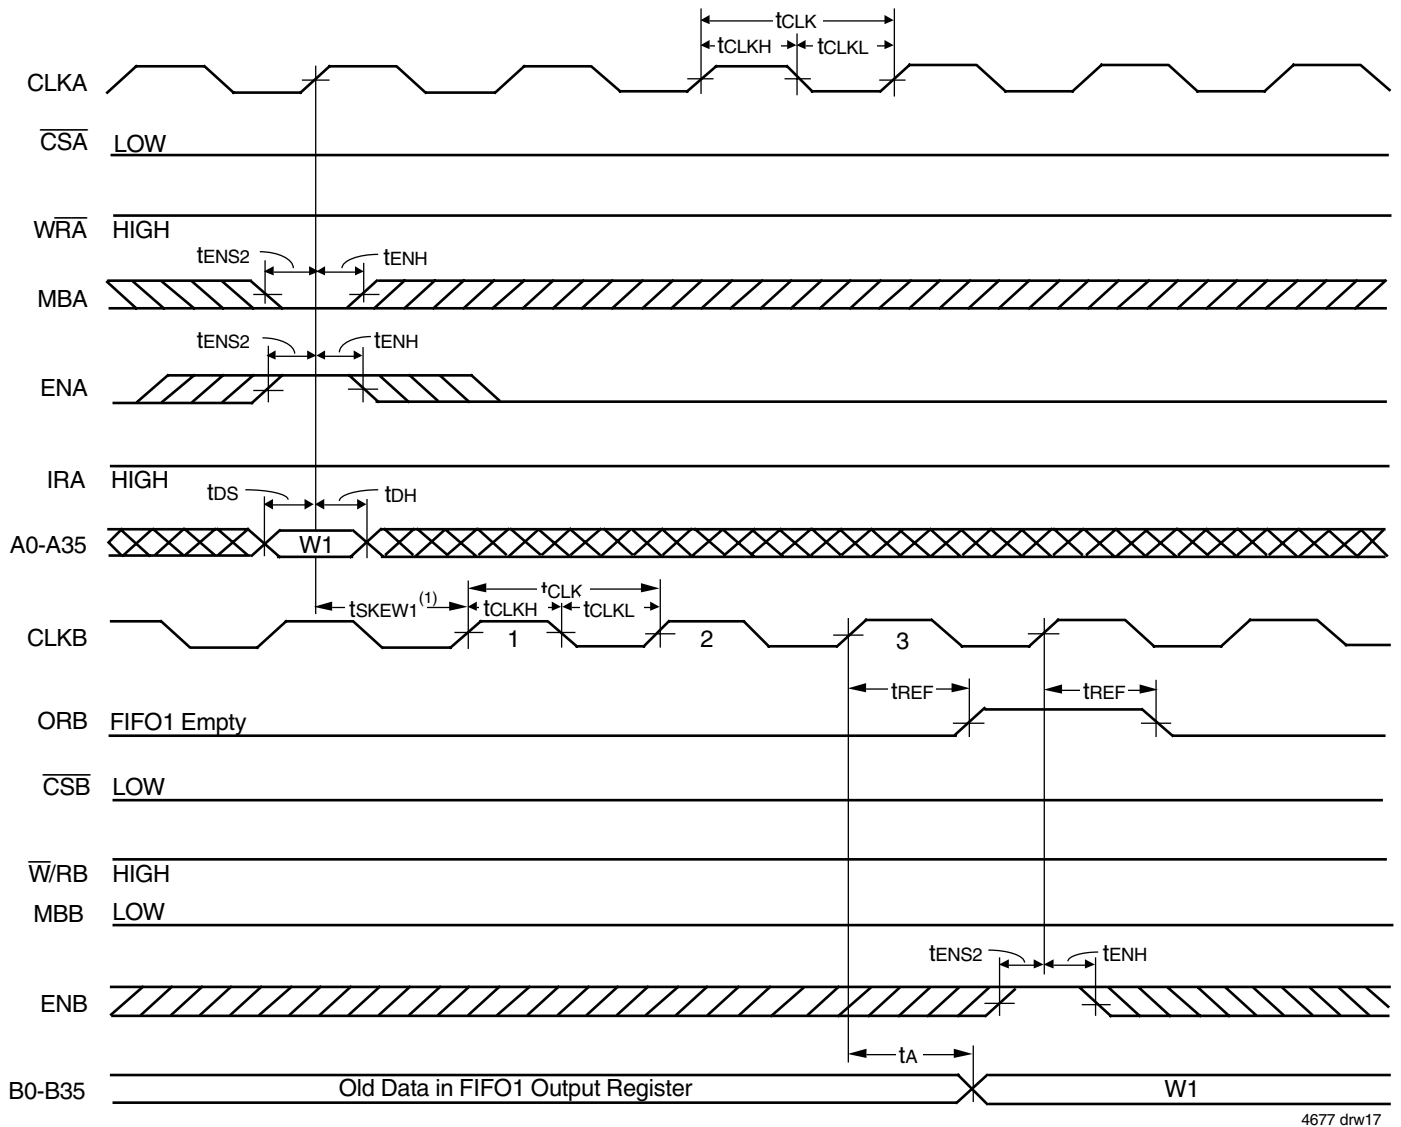 tCLK
tCLKH tCLKL
CLKA
CSA LOW
WRA HIGH
tENS2 tENH
MBA
tENS2 tENH
ENA
IRA HIGH
tDS tDH
A0-A35 W1
tSKEW1(1) tCLK
tCLKH tCLKL
CLKB 1 2 3
tREF tREF
ORB FIFO1 Empty
CSB LOW
W/RB HIGH
MBB LOW
tENS2 tENH
ENB
tA
B0-B35 Old Data in FIFO1 Output Register W1
4677 drw17